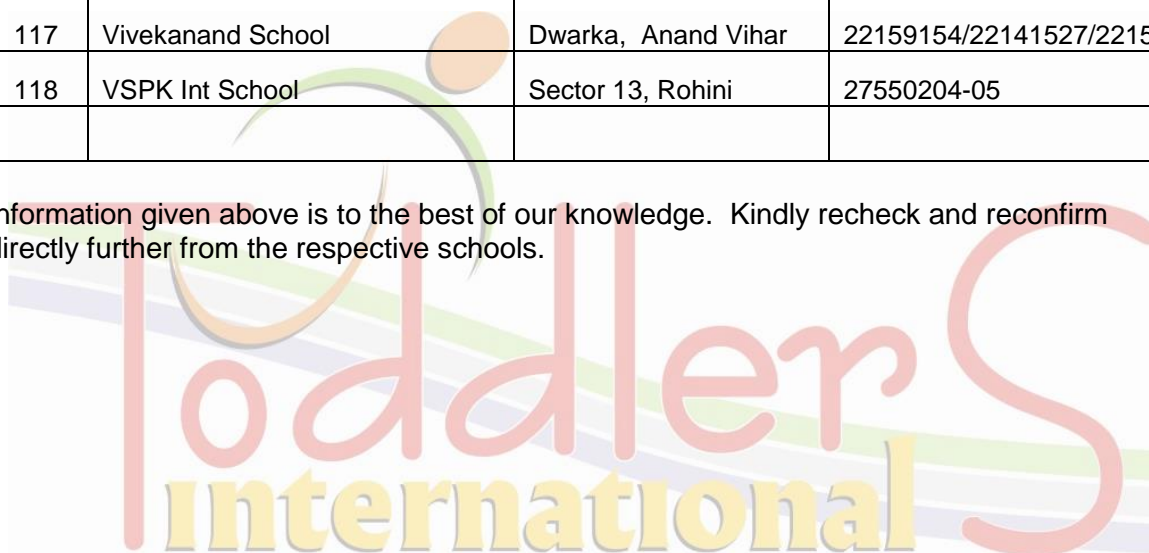 117 Vivekanand School Dwarka, Anand Vihar 22159154/22141527/2215
118 VSPK Int School Sector 13, Rohini 27550204-05
nformation given above is to the best of our knowledge. Kindly recheck and reconfirm
directly further from the respective schools.
ToddlerS
International